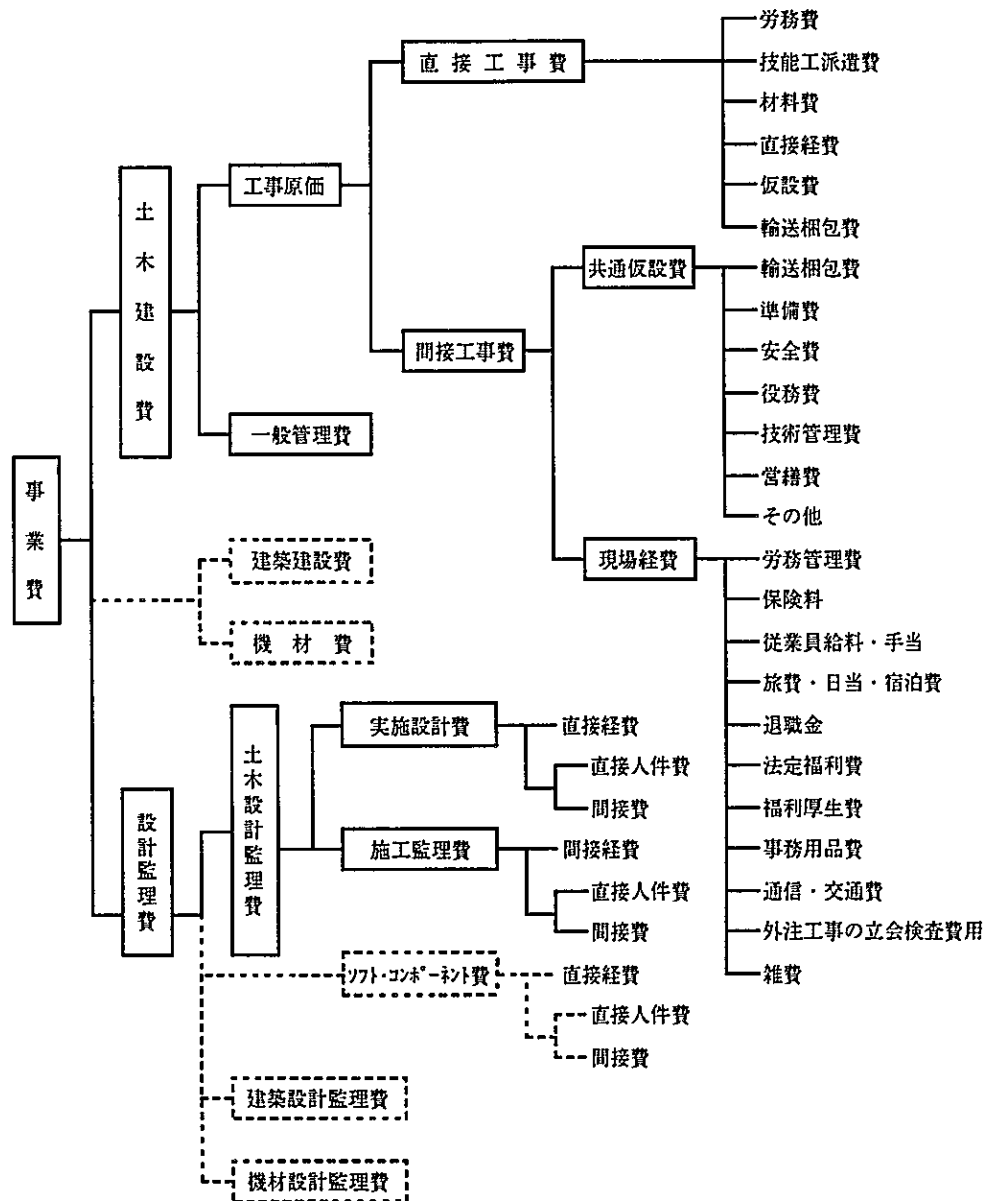 事業費
土木建設費
工事原価
直接工事費
労務費
技能工派遣費
材料費
直接経費
仮設費
輸送梱包費
間接工事費
共通仮設費
輸送梱包費
準備費
安全費
役務費
技術管理費
営繕費
その他
現場経費
労務管理費
保険料
従業員給料・手当
旅費・日当・宿泊費
退職金
法定福利費
福利厚生費
事務用品費
通信・交通費
外注工事の立会検査費用
雑費
一般管理費
建築建設費
機材費
設計監理費
土木設計監理費
実施設計費
直接経費
直接人件費
間接費
施工監理費
間接経費
直接人件費
間接費
ソフト・コンポーネント費
直接経費
直接人件費
間接費
建築設計監理費
機材設計監理費